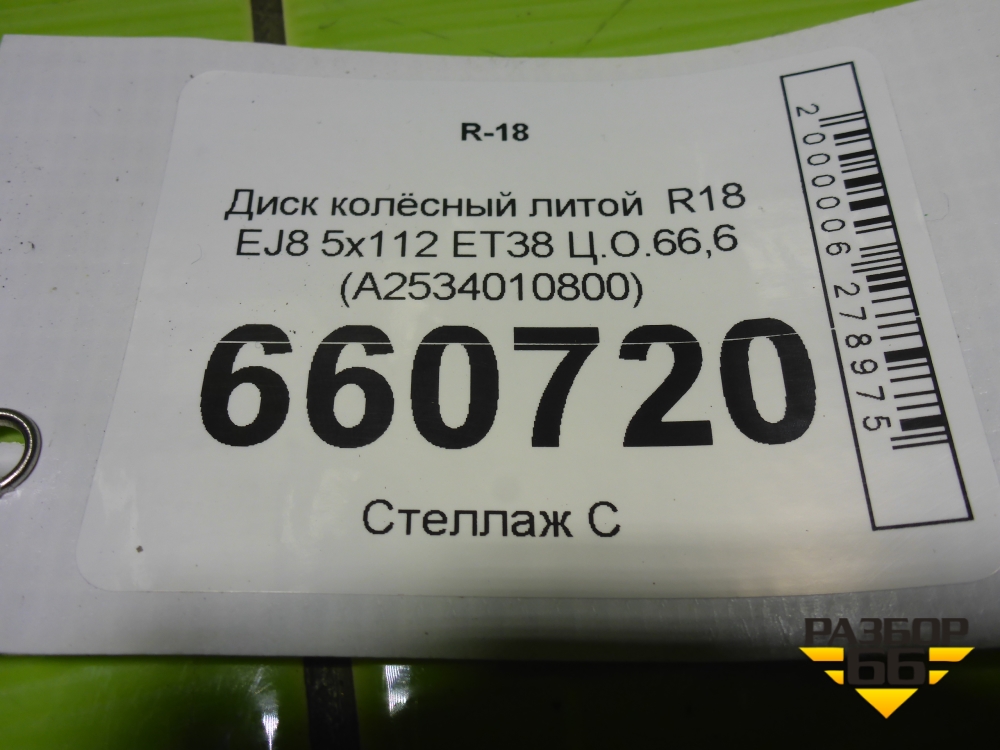 R-18
Диск колёсный литой R18
EJ8 5x112 ET38 Ц.О.66,6
(A2534010800)
660720
Стеллаж С
2000006278975
РАЗБОР
66